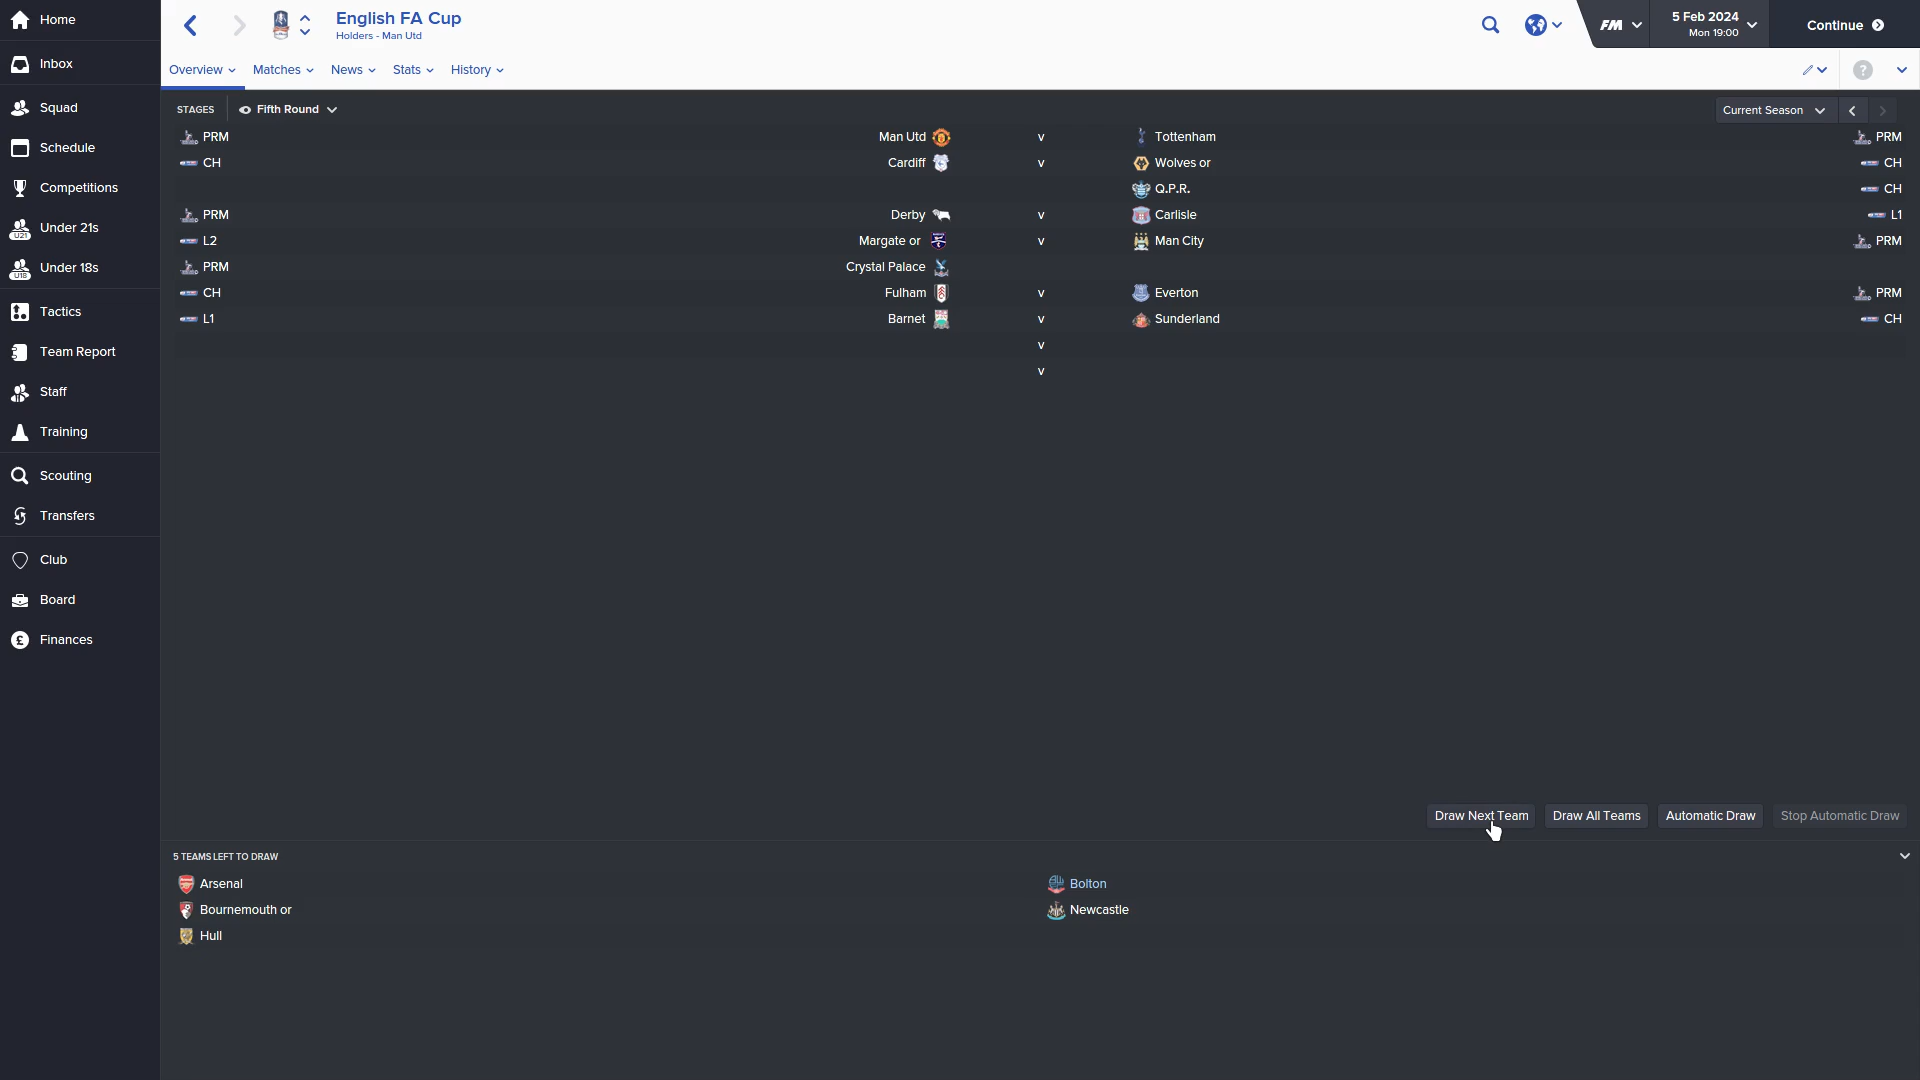 Home
Inbox
Squad
Schedule
Competitions
U21 Under 21s
U18 Under 18s
Tactics
Team Report
Staff
Training
Scouting
Transfers
Club
Board
£ Finances
English FA Cup
Holders - Man Utd
FM
5 Feb 2024
Mon 19:00
Continue
Overview Matches News Stats History
?
STAGES Fifth Round Current Season
PRM Man Utd v Tottenham PRM
CH Cardiff v Wolves or CH
Q.P.R. CH
PRM Derby v Carlisle L1
L2 Margate or v Man City PRM
PRM Crystal Palace
CH Fulham v Everton PRM
L1 Barnet v Sunderland CH
v
v
Draw Next Team Draw All Teams Automatic Draw Stop Automatic Draw
5 TEAMS LEFT TO DRAW
Arsenal Bolton
Bournemouth or Newcastle
Hull